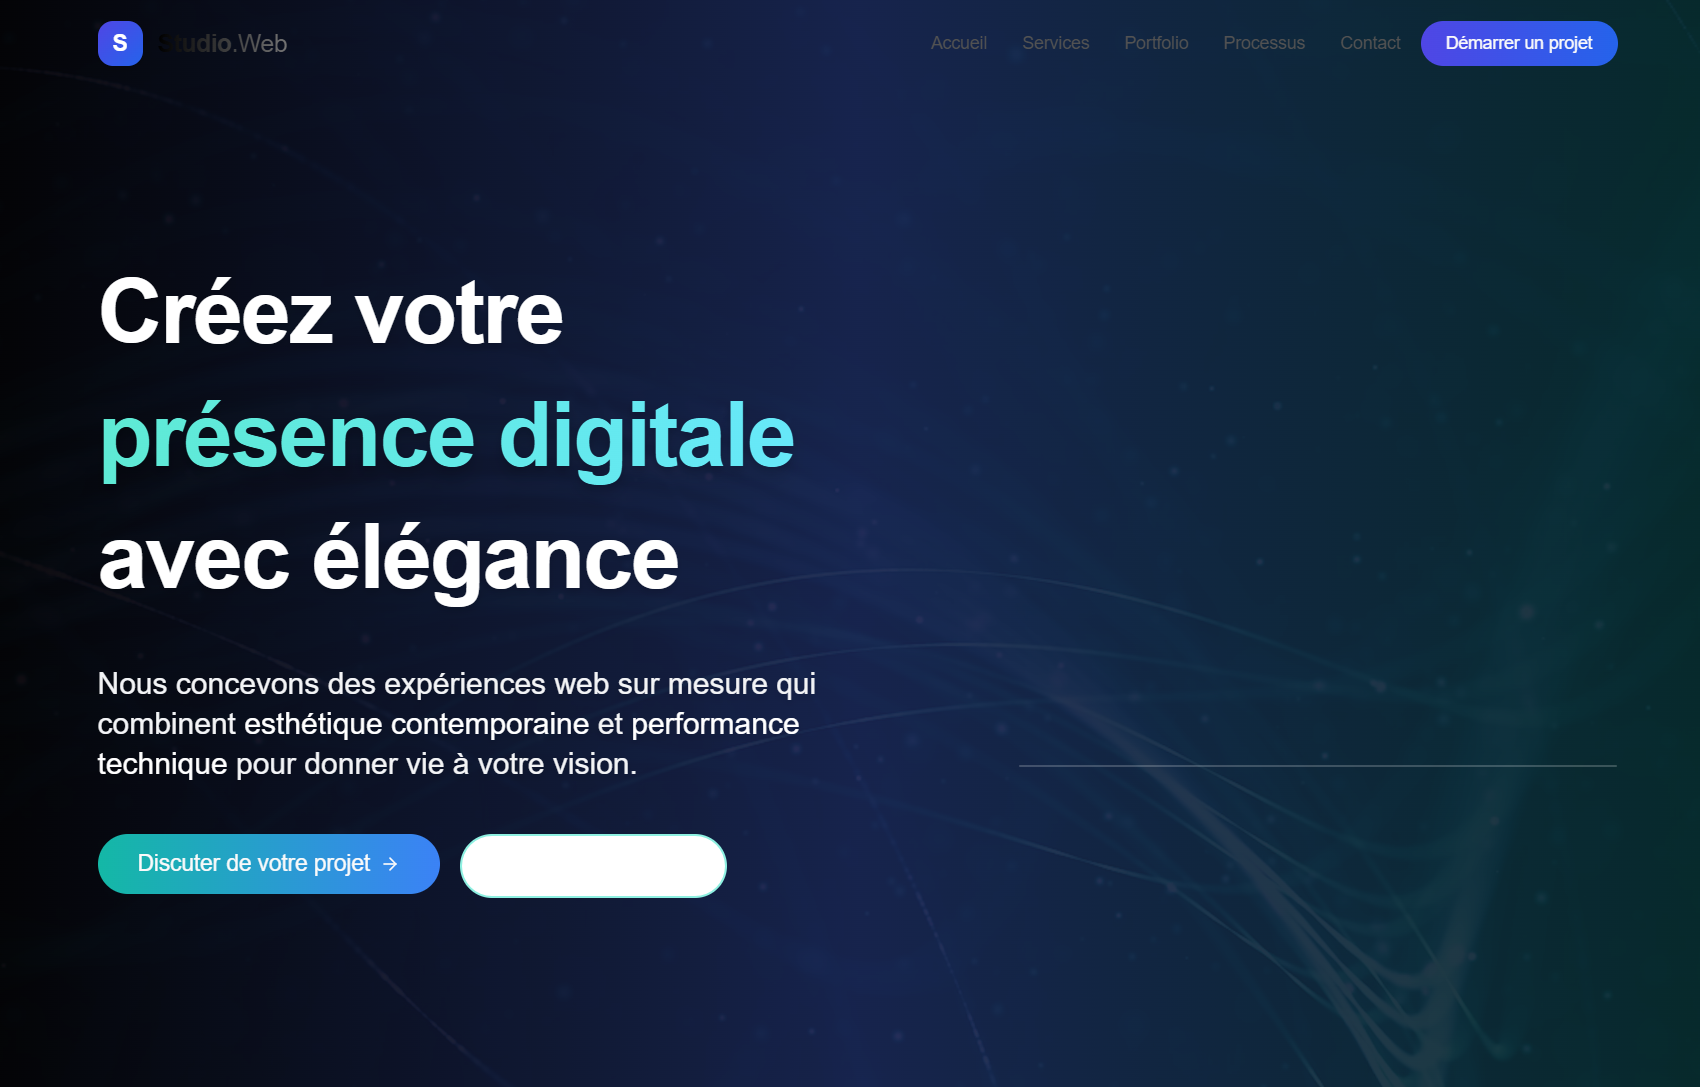 S Studio.Web
Accueil Services Portfolio Processus Contact Démarrer un projet
Créez votre
présence digitale
avec élégance
Nous concevons des expériences web sur mesure qui
combinent esthétique contemporaine et performance
technique pour donner vie à votre vision.
Discuter de votre projet →